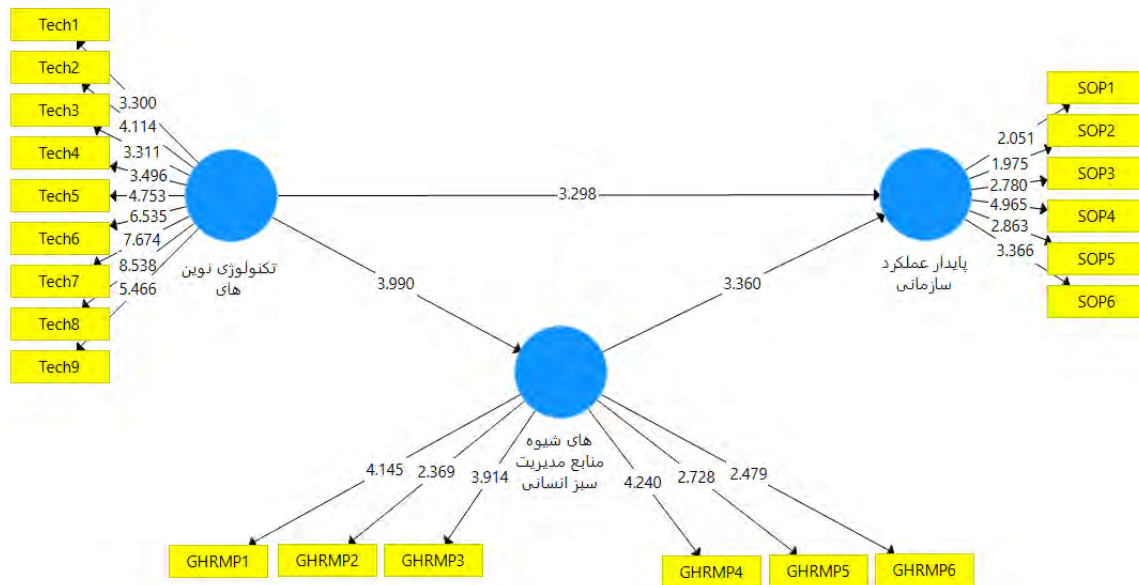 Tech1
Tech2
Tech3
Tech4
Tech5
Tech6
Tech7
Tech8
Tech9
3.300
4.114
3.311
3.496
4.753
6.535
7.674
8.538
5.466
تکنولوژی نوین
های
3.298
3.990
3.360
پایدار عملکرد
سازمانی
2.051
1.975
2.780
4.965
2.863
3.366
SOP1
SOP2
SOP3
SOP4
SOP5
SOP6
های شیوه
منابع مدیریت
سبز انسانی
4.145
2.369
3.914
4.240
2.728
2.479
GHRMP1
GHRMP2
GHRMP3
GHRMP4
GHRMP5
GHRMP6